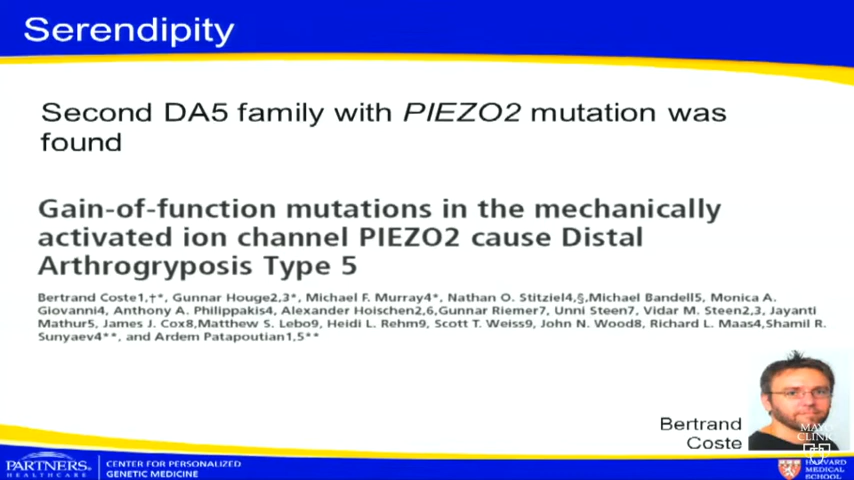 Serendipity
Second DA5 family with PIEZO2 mutation was
found
Gain-of-function mutations in the mechanically
activated ion channel PIEZO2 cause Distal
Arthrogryposis Type 5
Bertrand Coste1,†*, Gunnar Houge2,3*, Michael F. Murray4*, Nathan O. Stitziel4,§,Michael Bandell5, Monica A.
Giovanni4, Anthony A. Philippakis4, Alexander Hoischen2,6,Gunnar Riemer7, Unni Steen7, Vidar M. Steen2,3, Jayanti
Mathur5, James J. Cox8,Matthew S. Lebo9, Heidi L. Rehm9, Scott T. Weiss9, John N. Wood8, Richard L. Maas4,Shamil R.
Sunyaev4**, and Ardem Patapoutian1,5**
Bertrand
Coste
MAYO
CLINIC
PARTNERS.
HEALTHCARE
CENTER FOR PERSONALIZED
GENETIC MEDICINE
HARVARD
MEDICAL
SCHOOL